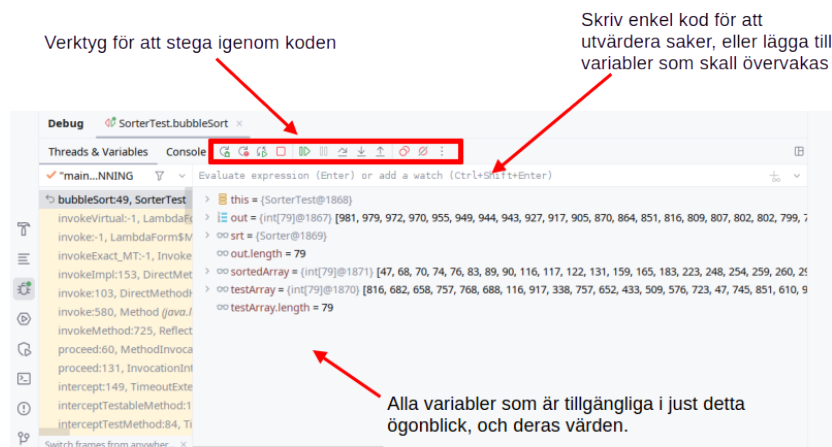 Skriv enkel kod för att
utvärdera saker, eller lägga till
variabler som skall övervakas
Verktyg för att stega igenom koden
Debug SorterTest.bubbleSort ×
Threads & Variables Console
"main...NNING Evaluate expression (Enter) or add a watch (Ctrl+Shift+Enter)
bubbleSort:49, SorterTest
invokeVirtual:-1, LambdaFo
invoke:-1, LambdaForm$M
invokeExact_MT:-1, Invoke
invokeImpl:153, DirectMet
invoke:103, DirectMethodH
invoke:580, Method (java.l
invokeMethod:725, Reflect
proceed:60, MethodInvoca
proceed:131, InvocationInt
intercept:149, TimeoutExte
interceptTestableMethod:1
interceptTestMethod:84, Ti
Switch frames from anywher... ×
this = {SorterTest@1868}
out = {int[79]@1867} [981, 979, 972, 970, 955, 949, 944, 943, 927, 917, 905, 870, 864, 851, 816, 809, 807, 802, 802, 799, 7
srt = {Sorter@1869}
out.length = 79
sortedArray = {int[79]@1871} [47, 68, 70, 74, 76, 83, 89, 90, 116, 117, 122, 131, 159, 165, 183, 223, 248, 254, 259, 260, 29
testArray = {int[79]@1870} [816, 682, 658, 757, 768, 688, 116, 917, 338, 757, 652, 433, 509, 576, 723, 47, 745, 851, 610, 9
testArray.length = 79
Alla variabler som är tillgängliga i just detta
ögonblick, och deras värden.